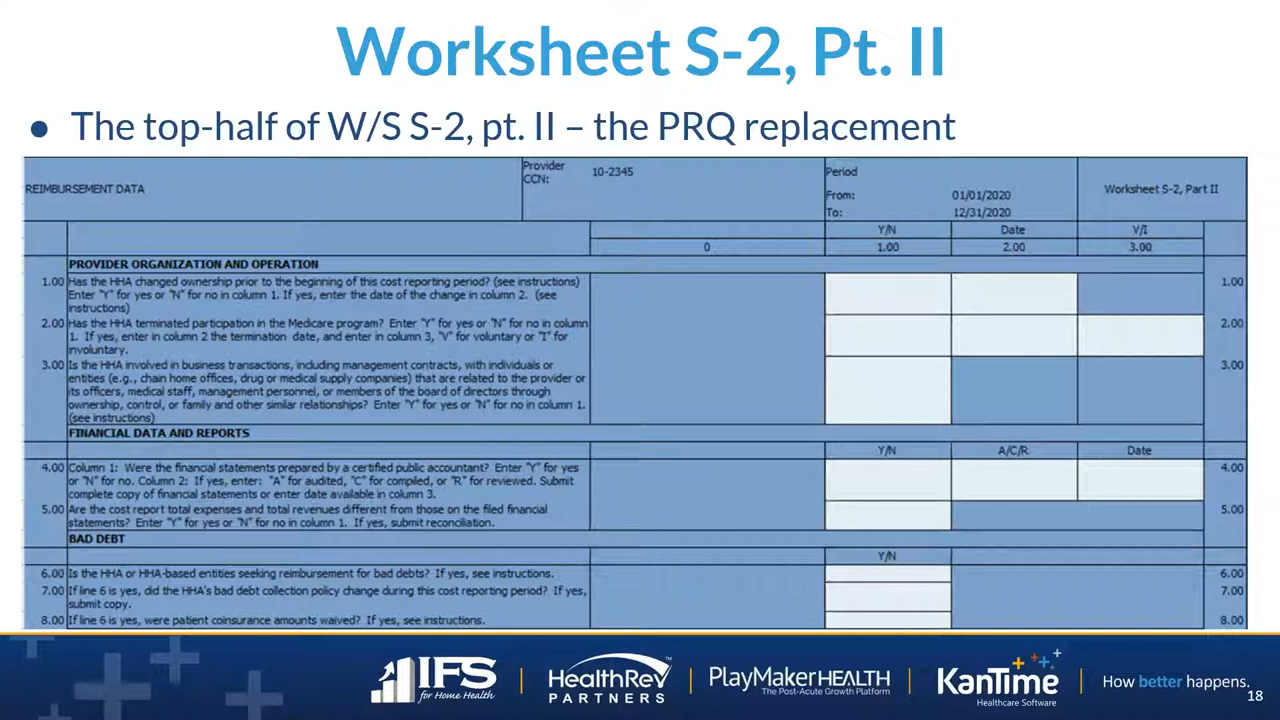 Worksheet S-2, Pt. II
● The top-half of W/S S-2, pt. II – the PRQ replacement
REIMBURSEMENT DATA
Provider
CCN:
10-2345
Period
From: 01/01/2020
To: 12/31/2020
Worksheet S-2, Part II
Y/N Date V/I
0 1.00 2.00 3.00
PROVIDER ORGANIZATION AND OPERATION
1.00 Has the HHA changed ownership prior to the beginning of this cost reporting period? (see instructions) 1.00
Enter "Y" for yes or "N" for no in column 1. If yes, enter the date of the change in column 2. (see
instructions)
2.00 Has the HHA terminated participation in the Medicare program? Enter "Y" for yes or "N" for no in column 2.00
1. If yes, enter in column 2 the termination date, and enter in column 3, "V" for voluntary or "I" for
involuntary.
3.00 Is the HHA involved in business transactions, including management contracts, with individuals or 3.00
entities (e.g., chain home offices, drug or medical supply companies) that are related to the provider or
its officers, medical staff, management personnel, or members of the board of directors through
ownership, control, or family and other similar relationships? Enter "Y" for yes or "N" for no in column 1.
(see instructions)
FINANCIAL DATA AND REPORTS
Y/N A/C/R Date
4.00 Column 1: Were the financial statements prepared by a certified public accountant? Enter "Y" for yes 4.00
or "N" for no. Column 2: If yes, enter: "A" for audited, "C" for compiled, or "R" for reviewed. Submit
complete copy of financial statements or enter date available in column 3.
5.00 Are the cost report total expenses and total revenues different from those on the filed financial 5.00
statements? Enter "Y" for yes or "N" for no in column 1. If yes, submit reconciliation.
BAD DEBT
Y/N
6.00 Is the HHA or HHA-based entities seeking reimbursement for bad debts? If yes, see instructions. 6.00
7.00 If line 6 is yes, did the HHA's bad debt collection policy change during this cost reporting period? If yes, 7.00
submit copy.
8.00 If line 6 is yes, were patient coinsurance amounts waived? If yes, see instructions. 8.00
IFS
for Home Health
HealthRev™
PARTNERS
PlayMakerHEALTH
The Post-Acute Growth Platform
KanTime
Healthcare Software
How better happens.
18